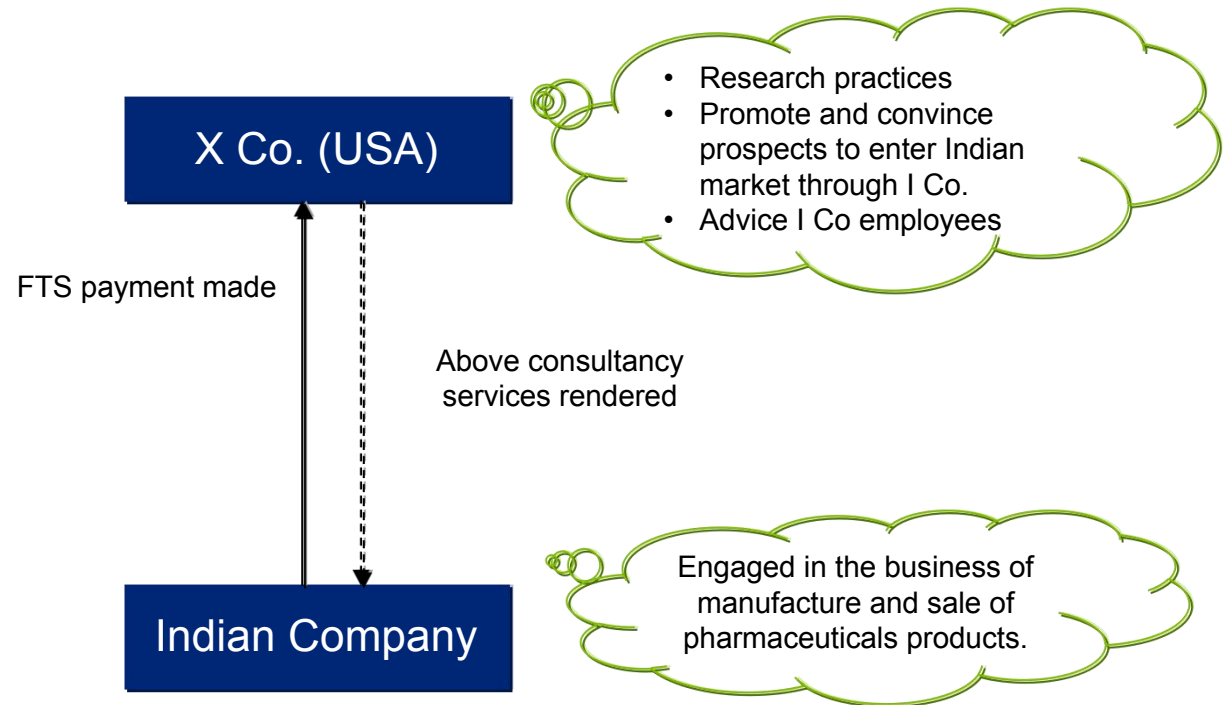 • Research practices
• Promote and convince
prospects to enter Indian
market through I Co.
• Advice I Co employees
X Co. (USA)
FTS payment made
Above consultancy
services rendered
Engaged in the business of
manufacture and sale of
pharmaceuticals products.
Indian Company